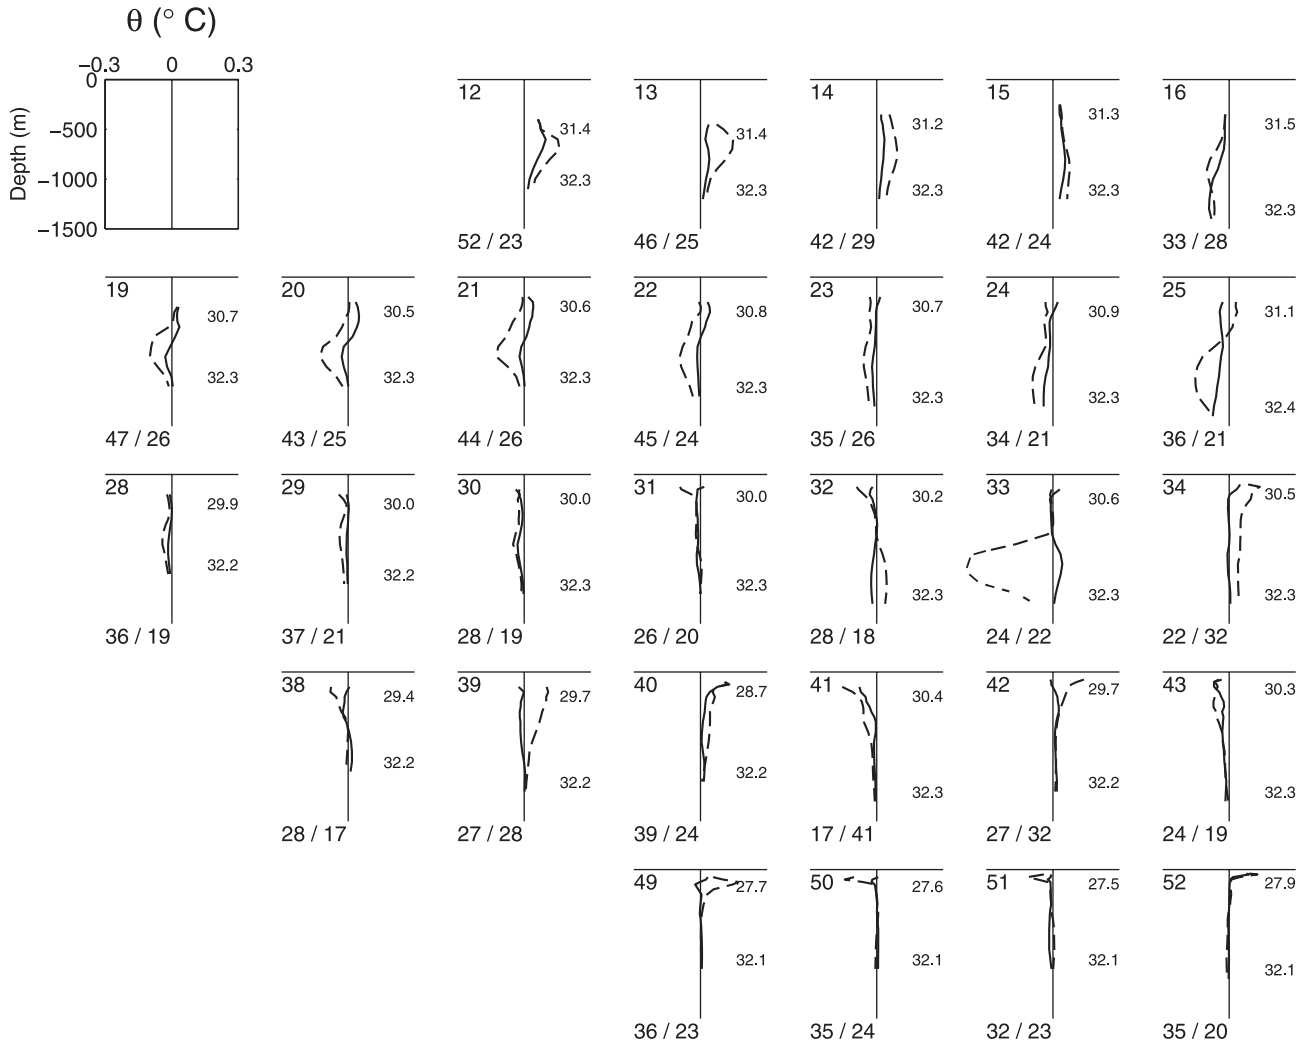 θ (° C)
−0.3 0 0.3
0
−500
−1000
−1500
Depth (m)
12 13 14 15 16
31.4 31.4 31.2 31.3 31.5
32.3 32.3 32.3 32.3 32.3
52 / 23 46 / 25 42 / 29 42 / 24 33 / 28
19 20 21 22 23 24 25
30.7 30.5 30.6 30.8 30.7 30.9 31.1
32.3 32.3 32.3 32.3 32.3 32.3 32.4
47 / 26 43 / 25 44 / 26 45 / 24 35 / 26 34 / 21 36 / 21
28 29 30 31 32 33 34
29.9 30.0 30.0 30.0 30.2 30.6 30.5
32.2 32.2 32.3 32.3 32.3 32.3 32.3
36 / 19 37 / 21 28 / 19 26 / 20 28 / 18 24 / 22 22 / 32
38 39 40 41 42 43
29.4 29.7 28.7 30.4 29.7 30.3
32.2 32.2 32.2 32.3 32.2 32.3
28 / 17 27 / 28 39 / 24 17 / 41 27 / 32 24 / 19
49 50 51 52
27.7 27.6 27.5 27.9
32.1 32.1 32.1 32.1
36 / 23 35 / 24 32 / 23 35 / 20